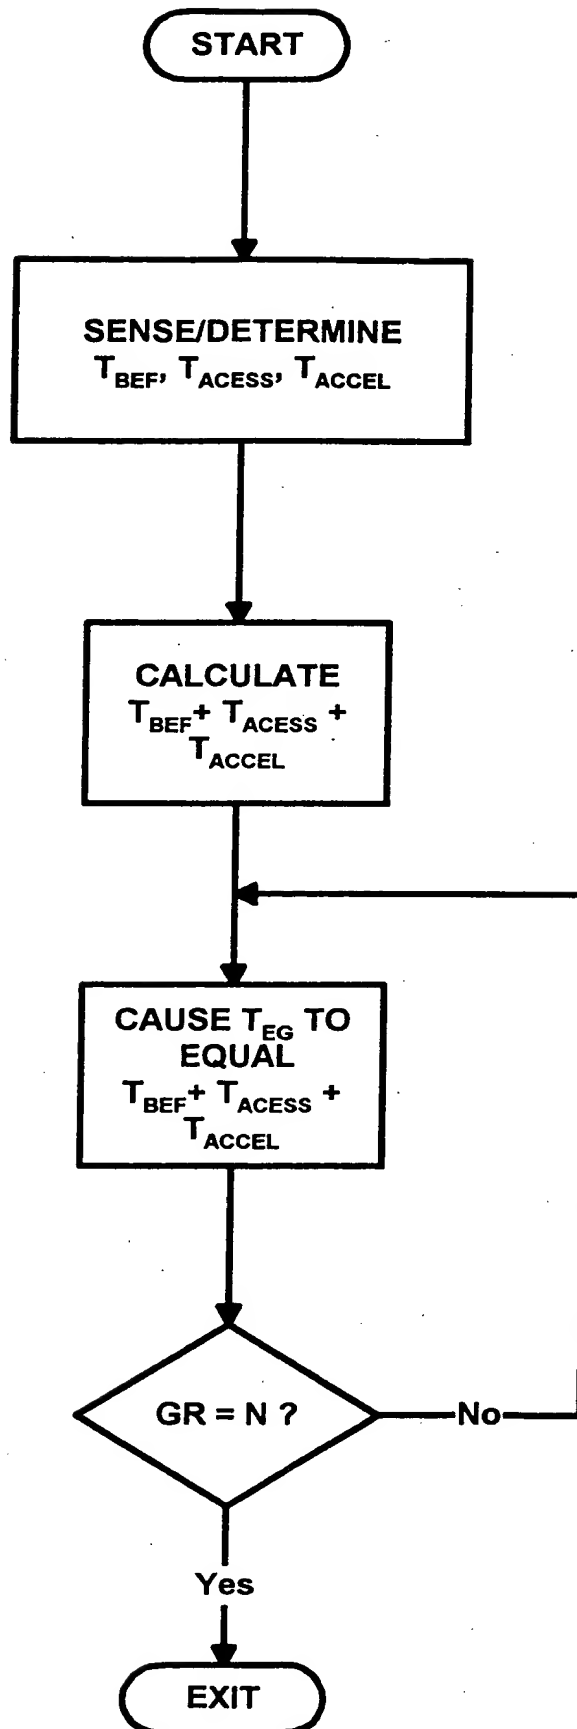 START
SENSE/DETERMINE
T_BEF, T_ACESS, T_ACCEL
CALCULATE
T_BEF+ T_ACESS +
T_ACCEL
CAUSE T_EG TO
EQUAL
T_BEF+ T_ACESS +
T_ACCEL
GR = N ?
No
Yes
EXIT